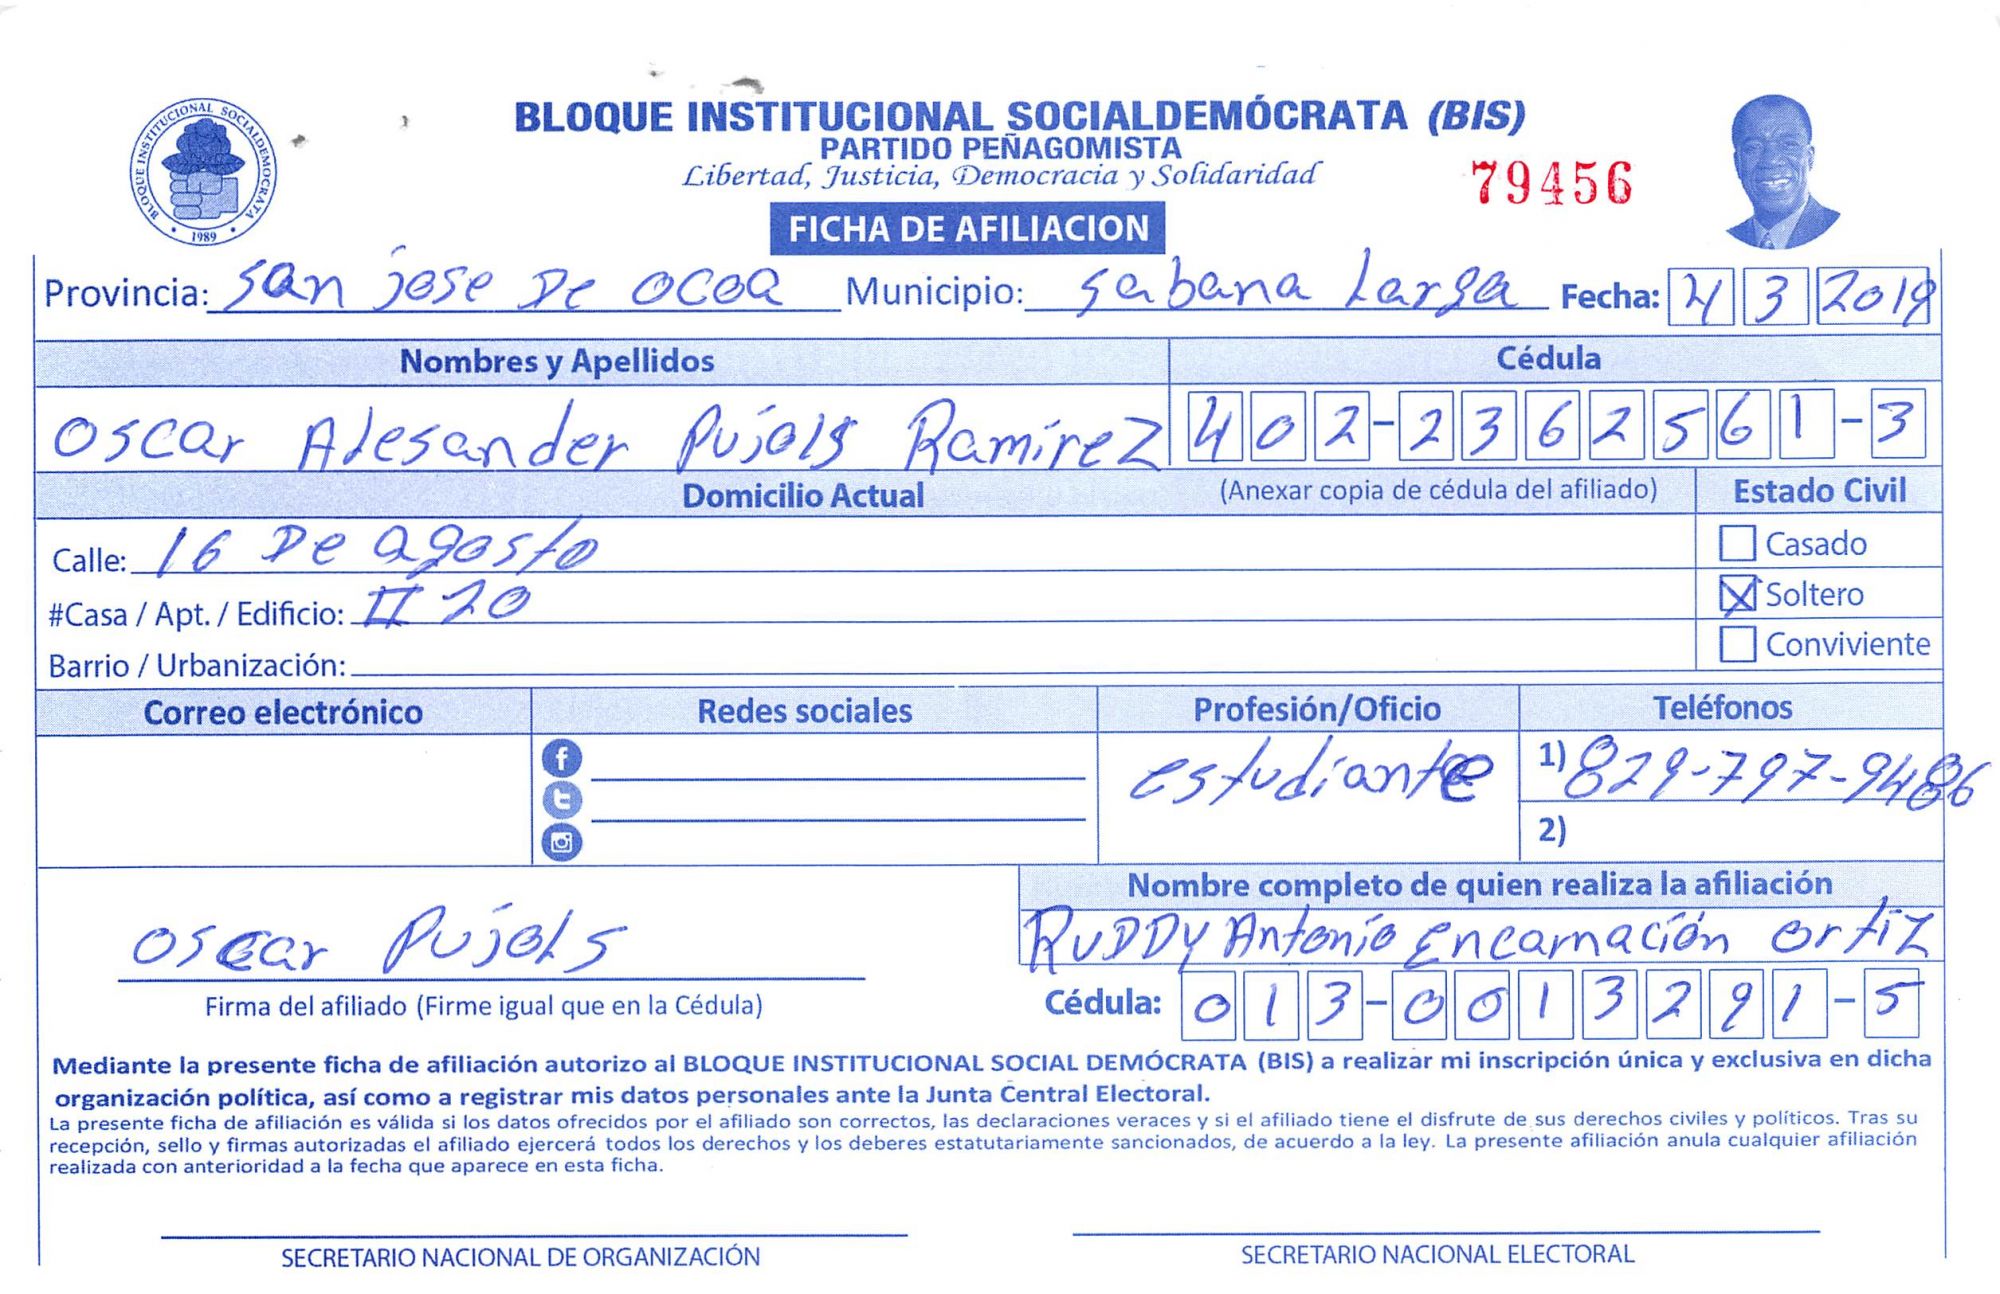 BLOQUE INSTITUCIONAL SOCIALDEMOCRATA
1989
BLOQUE INSTITUCIONAL SOCIALDEMÓCRATA (BIS)
PARTIDO PEÑAGOMISTA
Libertad, Justicia, Democracia y Solidaridad
79456
FICHA DE AFILIACION
Provincia: San jose De OCOA Municipio: Sabana Larga Fecha: 4 3 2019
Nombres y Apellidos Cédula
Oscar Alesander Pujols Ramírez 402-2362561-3
Domicilio Actual (Anexar copia de cédula del afiliado) Estado Civil
Calle: 16 De agosto Casado
#Casa / Apt. / Edificio: # 20 Soltero
Barrio / Urbanización: Conviviente
Correo electrónico Redes sociales Profesión/Oficio Teléfonos
estudiante 1) 829-797-9486
2)
Nombre completo de quien realiza la afiliación
Oscar Pujols RUDDY Antonio Encarnación Ortiz
Firma del afiliado (Firme igual que en la Cédula) Cédula: 013-0013291-5
Mediante la presente ficha de afiliación autorizo al BLOQUE INSTITUCIONAL SOCIAL DEMÓCRATA (BIS) a realizar mi inscripción única y exclusiva en dicha
organización política, así como a registrar mis datos personales ante la Junta Central Electoral.
La presente ficha de afiliación es válida si los datos ofrecidos por el afiliado son correctos, las declaraciones veraces y si el afiliado tiene el disfrute de sus derechos civiles y políticos. Tras su
recepción, sello y firmas autorizadas el afiliado ejercerá todos los derechos y los deberes estatutariamente sancionados, de acuerdo a la ley. La presente afiliación anula cualquier afiliación
realizada con anterioridad a la fecha que aparece en esta ficha.
SECRETARIO NACIONAL DE ORGANIZACIÓN SECRETARIO NACIONAL ELECTORAL